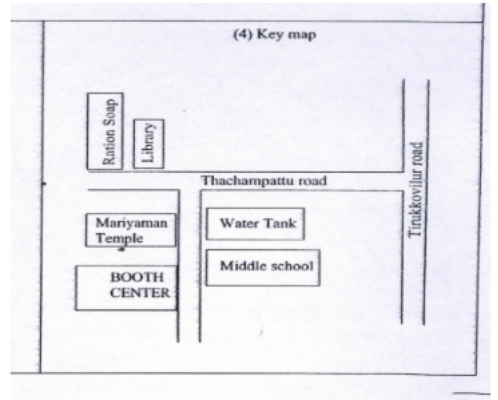 (4) Key map
Ration Soap
Library
Thachampattu road
Tirukkovilur road
Mariyaman
Temple
Water Tank
Middle school
BOOTH
CENTER